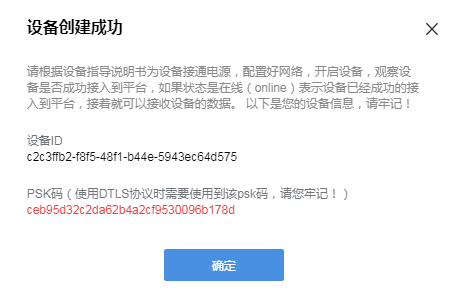 设备创建成功
请根据设备指导说明书为设备接通电源，配置好网络，开启设备，观察设
备是否成功接入到平台，如果状态是在线（online）表示设备已经成功的接
入到平台，接着就可以接收设备的数据。 以下是您的设备信息，请牢记！
设备ID
c2c3ffb2-f8f5-48f1-b44e-5943ec64d575
PSK码（使用DTLS协议时需要使用到该psk码，请您牢记！）
ceb95d32c2da62b4a2cf9530096b178d
确定